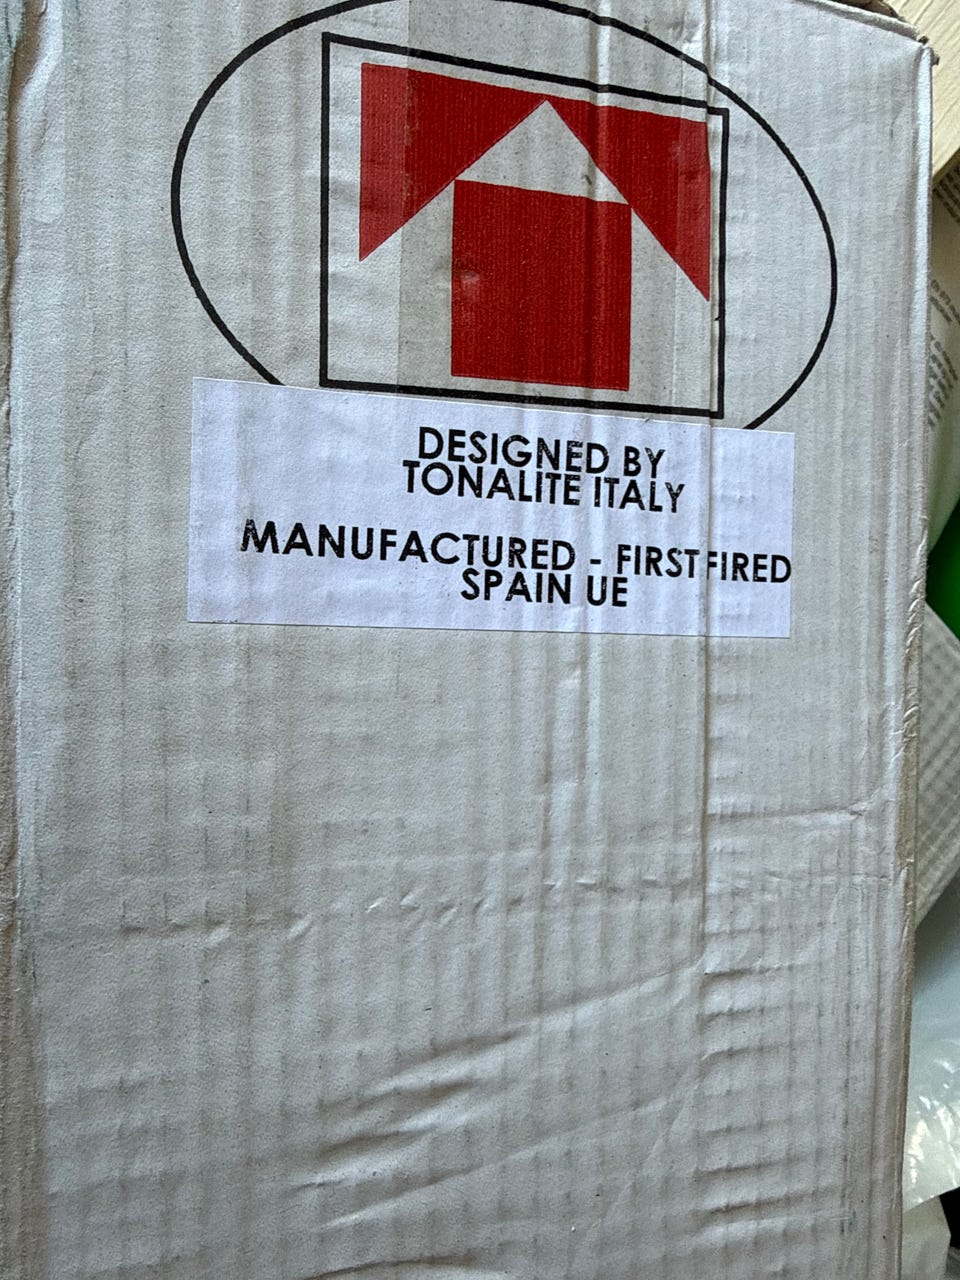 DESIGNED BY
TONALITE ITALY
MANUFACTURED - FIRST FIRED
SPAIN UE